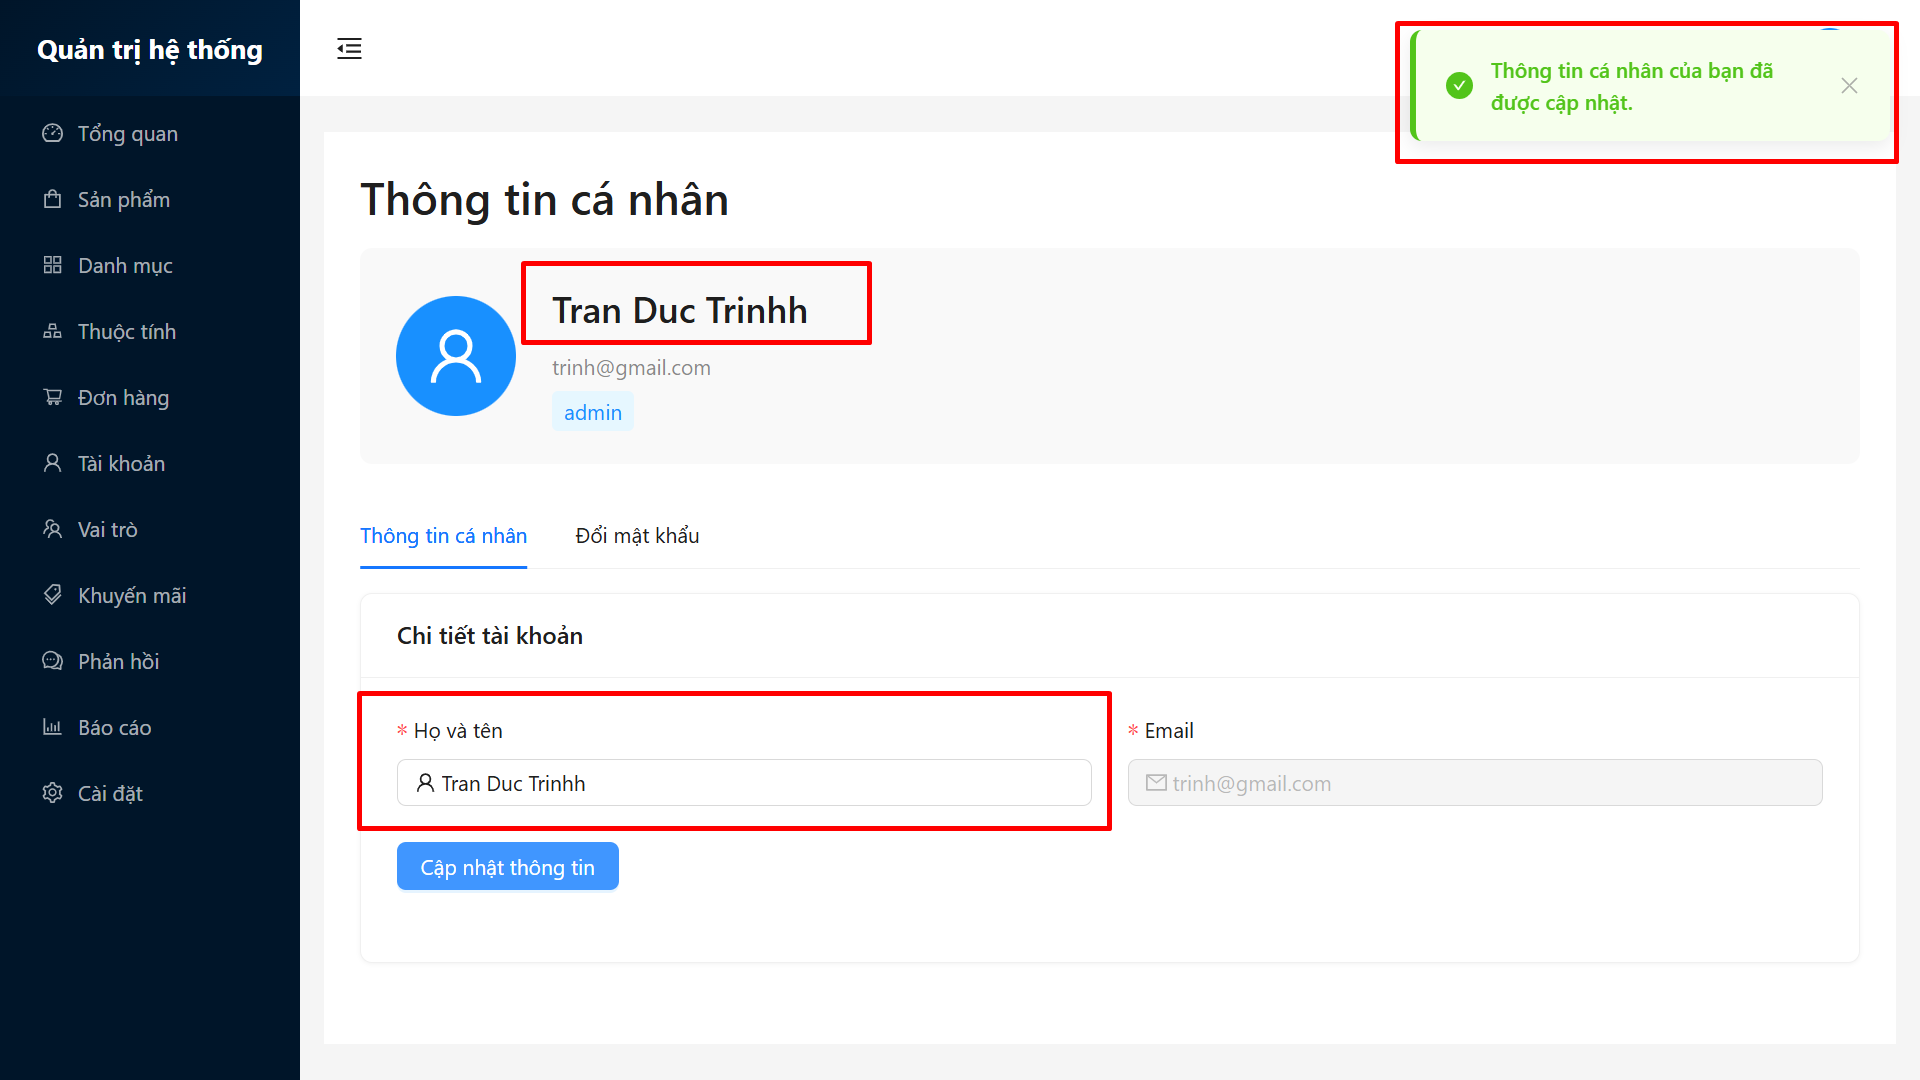 Quản trị hệ thống
Tổng quan
Sản phẩm
Danh mục
Thuộc tính
Đơn hàng
Tài khoản
Vai trò
Khuyến mãi
Phản hồi
Báo cáo
Cài đặt
Thông tin cá nhân của bạn đã
được cập nhật.
Thông tin cá nhân
Tran Duc Trinhh
trinh@gmail.com
admin
Thông tin cá nhân
Đổi mật khẩu
Chi tiết tài khoản
* Họ và tên
Tran Duc Trinhh
* Email
trinh@gmail.com
Cập nhật thông tin